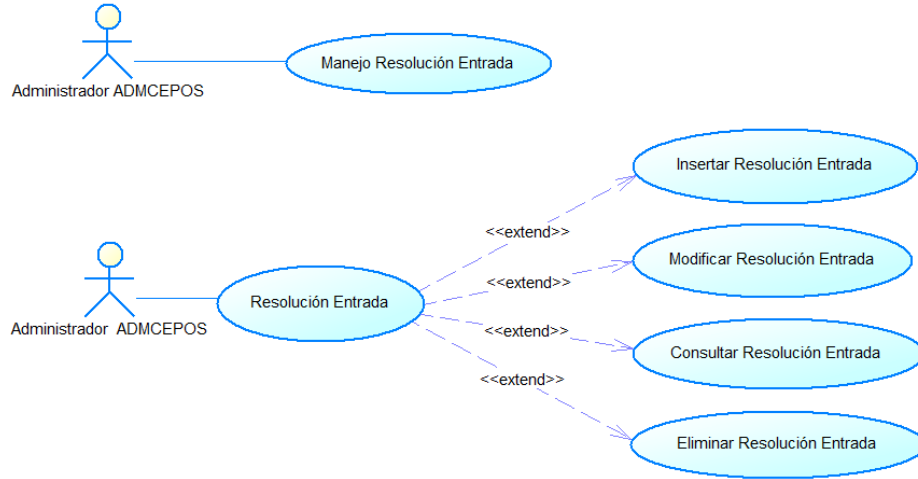 Manejo Resolución Entrada
Administrador ADMCEPOS
Insertar Resolución Entrada
<<extend>>
Modificar Resolución Entrada
<<extend>>
Resolución Entrada
Administrador ADMCEPOS
<<extend>>
Consultar Resolución Entrada
<<extend>>
Eliminar Resolución Entrada